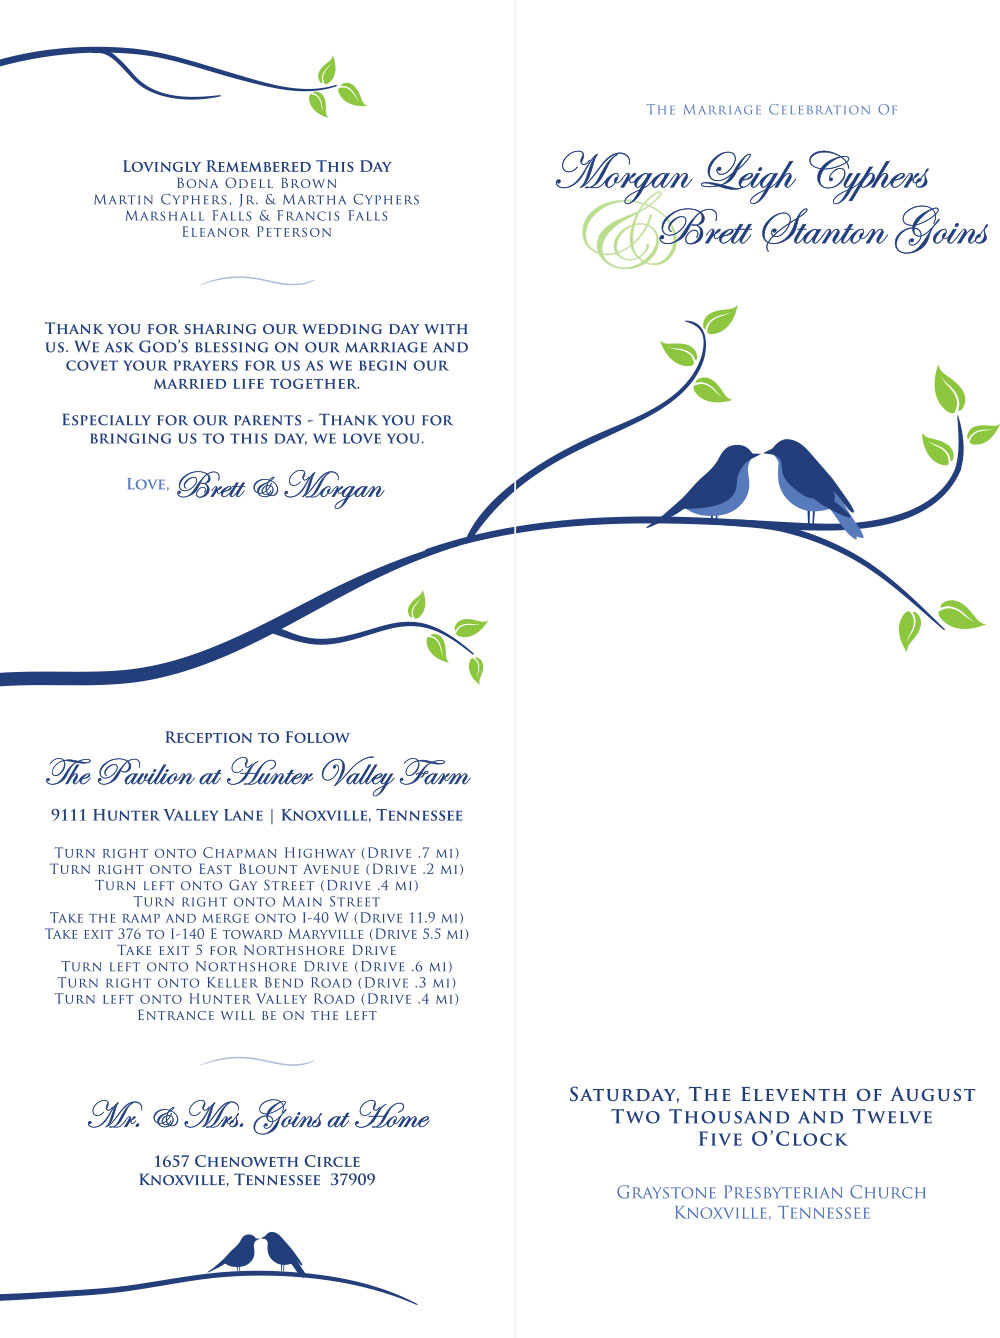 Lovingly Remembered This Day
Bona Odell Brown
Martin Cyphers, Jr. & Martha Cyphers
Marshall Falls & Francis Falls
Eleanor Peterson
Thank you for sharing our wedding day with
us. We ask God's blessing on our marriage and
covet your prayers for us as we begin our
married life together.
Especially for our parents - Thank you for
bringing us to this day, we love you.
Love, Brett & Morgan
Reception to Follow
The Pavilion at Hunter Valley Farm
9111 Hunter Valley Lane | Knoxville, Tennessee
Turn right onto Chapman Highway (Drive .7 mi)
Turn right onto East Blount Avenue (Drive .2 mi)
Turn left onto Gay Street (Drive .4 mi)
Turn right onto Main Street
Take the ramp and merge onto I-40 W (Drive 11.9 mi)
Take exit 376 to I-140 E toward Maryville (Drive 5.5 mi)
Take exit 5 for Northshore Drive
Turn left onto Northshore Drive (Drive .6 mi)
Turn right onto Keller Bend Road (Drive .3 mi)
Turn left onto Hunter Valley Road (Drive .4 mi)
Entrance will be on the left
Mr. & Mrs. Goins at Home
1657 Chenoweth Circle
Knoxville, Tennessee 37909
The Marriage Celebration Of
Morgan Leigh Cyphers
& Brett Stanton Goins
Saturday, The Eleventh of August
Two Thousand and Twelve
Five O'Clock
Graystone Presbyterian Church
Knoxville, Tennessee